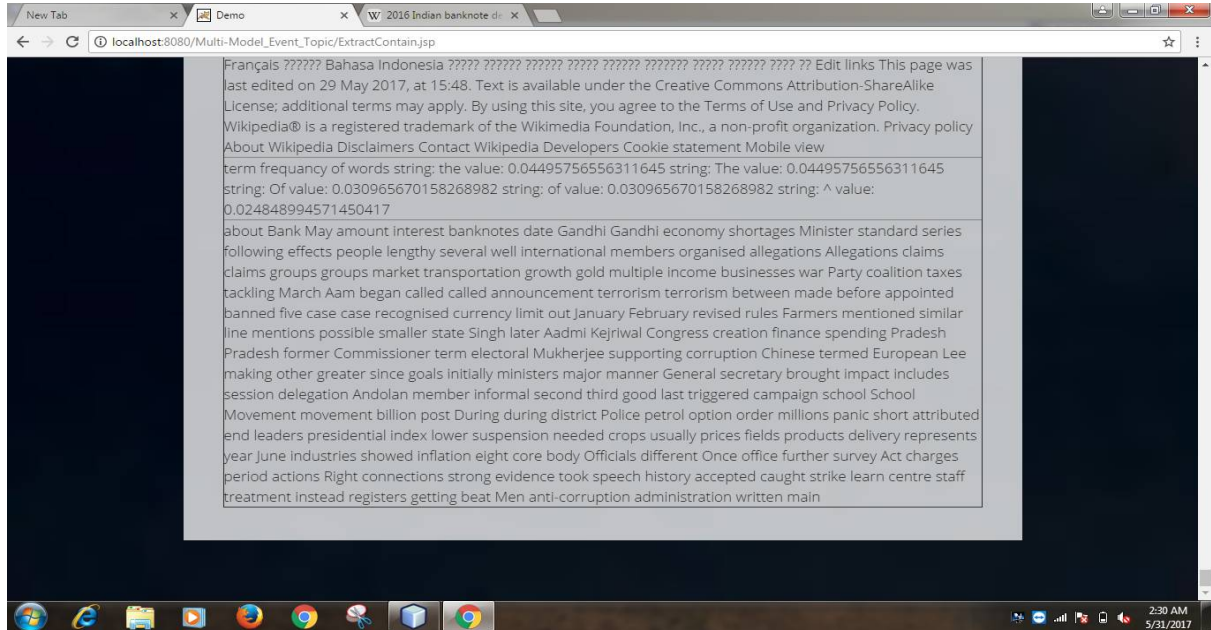 New Tab
Demo
W 2016 Indian banknote de
localhost:8080/Multi-Model_Event_Topic/ExtractContain.jsp
Français ?????? Bahasa Indonesia ????? ?????? ?????? ????? ?????? ??????? ????? ?????? ???? ?? Edit links This page was
last edited on 29 May 2017, at 15:48. Text is available under the Creative Commons Attribution-ShareAlike
License; additional terms may apply. By using this site, you agree to the Terms of Use and Privacy Policy.
Wikipedia® is a registered trademark of the Wikimedia Foundation, Inc., a non-profit organization. Privacy policy
About Wikipedia Disclaimers Contact Wikipedia Developers Cookie statement Mobile view
term frequancy of words string: the value: 0.04495756556311645 string: The value: 0.04495756556311645
string: Of value: 0.030965670158268982 string: of value: 0.030965670158268982 string: ^ value:
0.024848994571450417
about Bank May amount interest banknotes date Gandhi Gandhi economy shortages Minister standard series
following effects people lengthy several well international members organised allegations Allegations claims
claims groups groups market transportation growth gold multiple income businesses war Party coalition taxes
tackling March Aam began called called announcement terrorism terrorism between made before appointed
banned five case case recognised currency limit out January February revised rules Farmers mentioned similar
line mentions possible smaller state Singh later Aadmi Kejriwal Congress creation finance spending Pradesh
Pradesh former Commissioner term electoral Mukherjee supporting corruption Chinese termed European Lee
making other greater since goals initially ministers major manner General secretary brought impact includes
session delegation Andolan member informal second third good last triggered campaign school School
Movement movement billion post During during district Police petrol option order millions panic short attributed
end leaders presidential index lower suspension needed crops usually prices fields products delivery represents
year June industries showed inflation eight core body Officials different Once office further survey Act charges
period actions Right connections strong evidence took speech history accepted caught strike learn centre staff
treatment instead registers getting beat Men anti-corruption administration written main
2:30 AM
5/31/2017